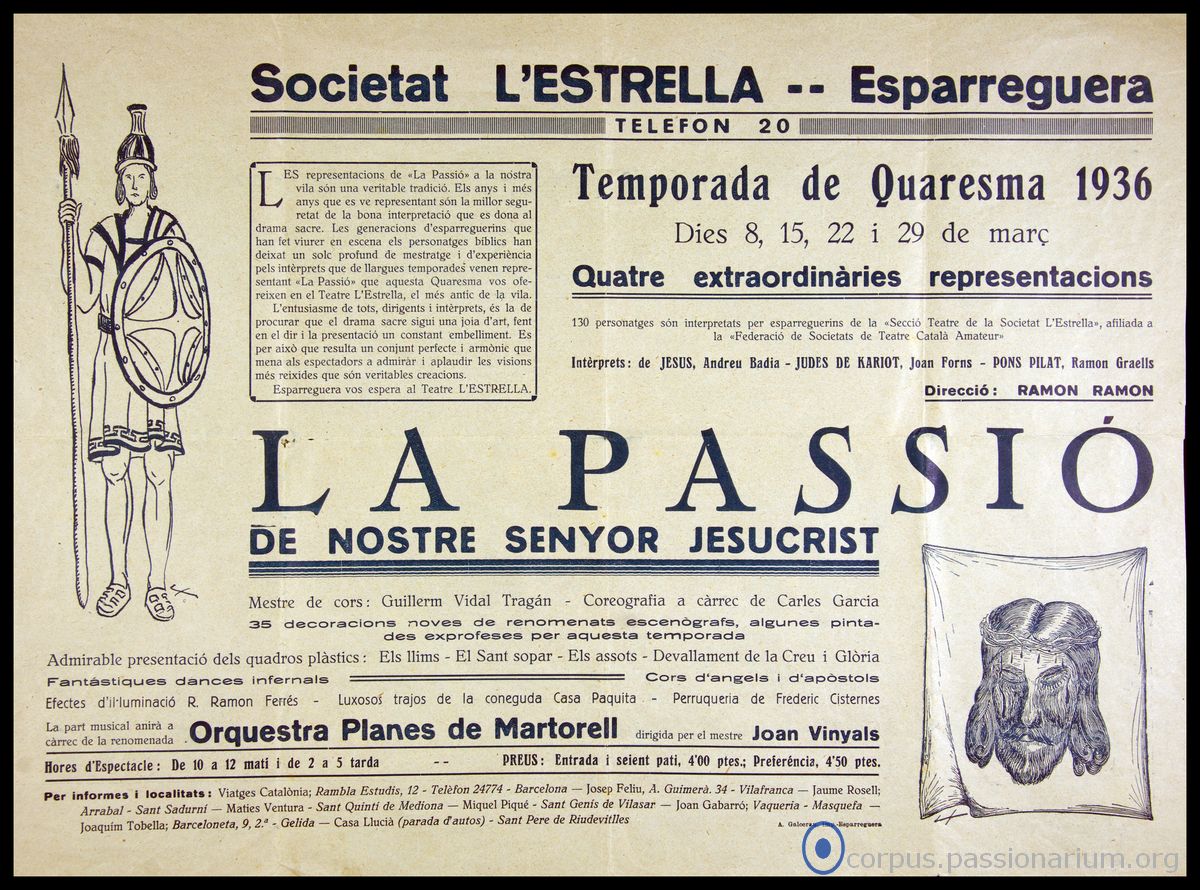 Societat L'ESTRELLA -- Esparreguera
TELEFON 20
LES representacions de «La Passió» a la nostra
vila són una veritable tradició. Els anys i més
anys que es ve representant són la millor segu-
retat de la bona interpretació que es dona al
drama sacre. Les generacions d'esparreguerins que
han fet viurer en escena els personatges bíblics han
deixat un solc profond de mestratge i d'experiència
pels intèrprets que de llargues temporades venen repre-
sentant «La Passió» que aquesta Quaresma vos ofe-
reixen en el Teatre L'Estrella, el més antic de la vila.
L'entusiasme de tots, dirigents i intèrprets, és la de
procurar que el drama sacre sigui una joia d'art, fent
en el dir i la presentació un constant embelliment. Es
per això que resulta un conjunt perfecte i armònic que
mena als espectadors a admiràr i aplaudir les visions
més reixides que són veritables creacions.
Esparreguera vos espera al Teatre L'ESTRELLA.
Temporada de Quaresma 1936
Dies 8, 15, 22 i 29 de març
Quatre extraordinàries representacions
130 personatges són interpretats per esparreguerins de la «Secció Teatre de la Societat L'Estrella», afiliada a
la «Federació de Societats de Teatre Català Amateur»
Intèrprets: de JESUS, Andreu Badia - JUDES DE KARIOT, Joan Forns - PONS PILAT, Ramon Graells
Direcció: RAMON RAMON
LA PASSIÓ
DE NOSTRE SENYOR JESUCRIST
Mestre de cors: Guillerm Vidal Tragán - Coreografia a càrrec de Carles Garcia
35 decoracions noves de renomenats escenògrafs, algunes pinta-
des exprofeses per aquesta temporada
Admirable presentació dels quadros plàstics: Els llims - El Sant sopar - Els assots - Devallament de la Creu i Glòria
Fantástiques dances infernals
Cors d'angels i d'apòstols
Efectes d'il·luminació R. Ramon Ferrés - Luxosos trajos de la coneguda Casa Paquita - Perruqueria de Frederic Cisternes
La part musical anirà a
càrrec de la renomenada
Orquestra Planes de Martorell dirigida per el mestre Joan Vinyals
Hores d'Espectacle: De 10 a 12 matí i de 2 a 5 tarda -- PREUS: Entrada i seient pati, 4'00 ptes.; Preferéncia, 4'50 ptes.
Per informes i localitats: Viatges Catalònia; Rambla Estudis, 12 - Telèfon 24774 - Barcelona — Josep Feliu, A. Guimerà. 34 - Vilafranca — Jaume Rosell;
Arrabal - Sant Sadurní — Maties Ventura - Sant Quintí de Mediona — Miquel Piqué - Sant Genís de Vilasar — Joan Gabarró; Vaqueria - Masquefa —
Joaquim Tobella; Barceloneta, 9, 2.ª - Gelida — Casa Llucià (parada d'autos) - Sant Pere de Riudevitlles
A. Galceran, Imp.-Esparreguera
corpus.passionarium.org